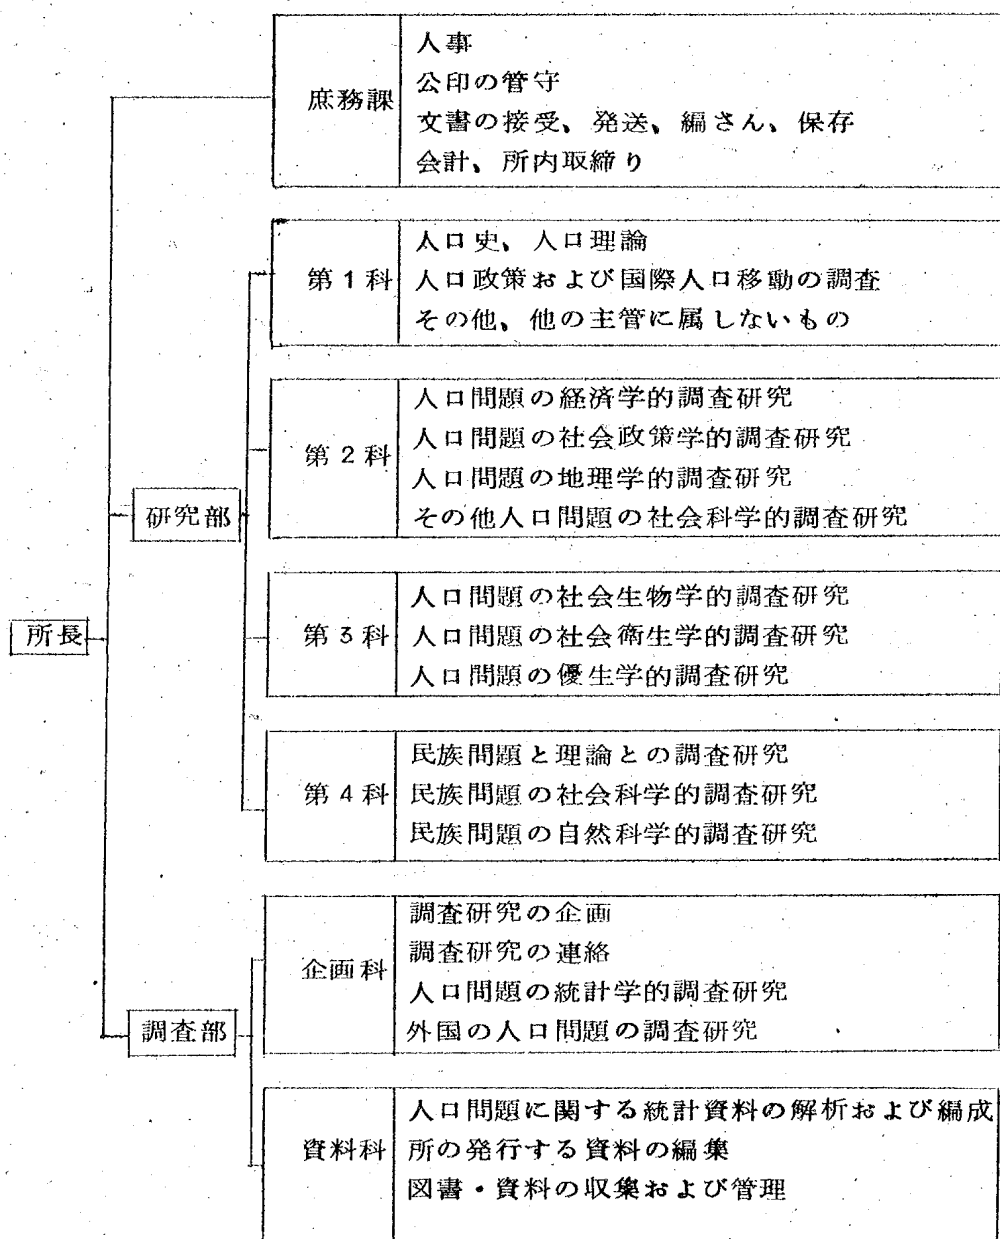 所長
庶務課
人事
公印の管守
文書の接受、発送、編さん、保存
会計、所内取締り
研究部
第1科
人口史、人口理論
人口政策および国際人口移動の調査
その他、他の主管に属しないもの
第2科
人口問題の経済学的調査研究
人口問題の社会政策学的調査研究
人口問題の地理学的調査研究
その他人口問題の社会科学的調査研究
第3科
人口問題の社会生物学的調査研究
人口問題の社会衛生学的調査研究
人口問題の優生学的調査研究
第4科
民族問題と理論との調査研究
民族問題の社会科学的調査研究
民族問題の自然科学的調査研究
調査部
企画科
調査研究の企画
調査研究の連絡
人口問題の統計学的調査研究
外国の人口問題の調査研究
資料科
人口問題に関する統計資料の解析および編成
所の発行する資料の編集
図書・資料の収集および管理